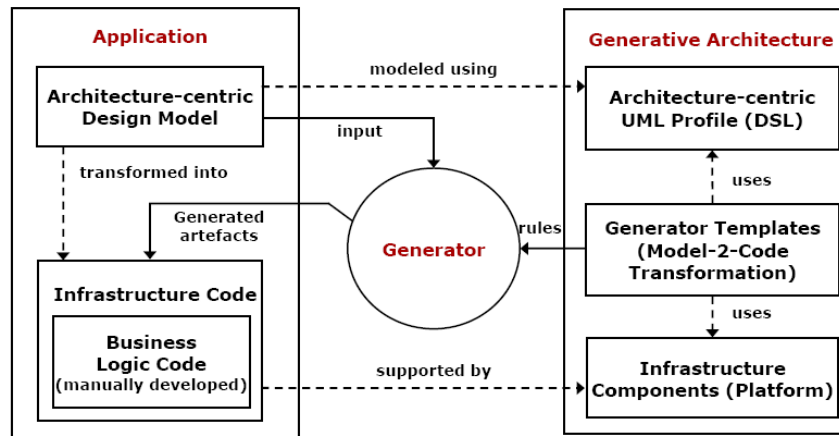 Application
Architecture-centric
Design Model
transformed into
Generated
artefacts
Infrastructure Code
Business
Logic Code
(manually developed)
modeled using
input
Generator
rules
supported by
Generative Architecture
Architecture-centric
UML Profile (DSL)
uses
Generator Templates
(Model-2-Code
Transformation)
uses
Infrastructure
Components (Platform)